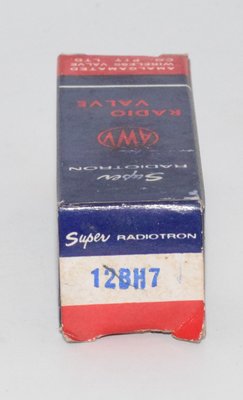 AMALGAMATED
WIRELESS VALVE
CO PTY LTD
RADIO
VALVE
AWV
Super
RADIOTRON
Super RADIOTRON
12BH7